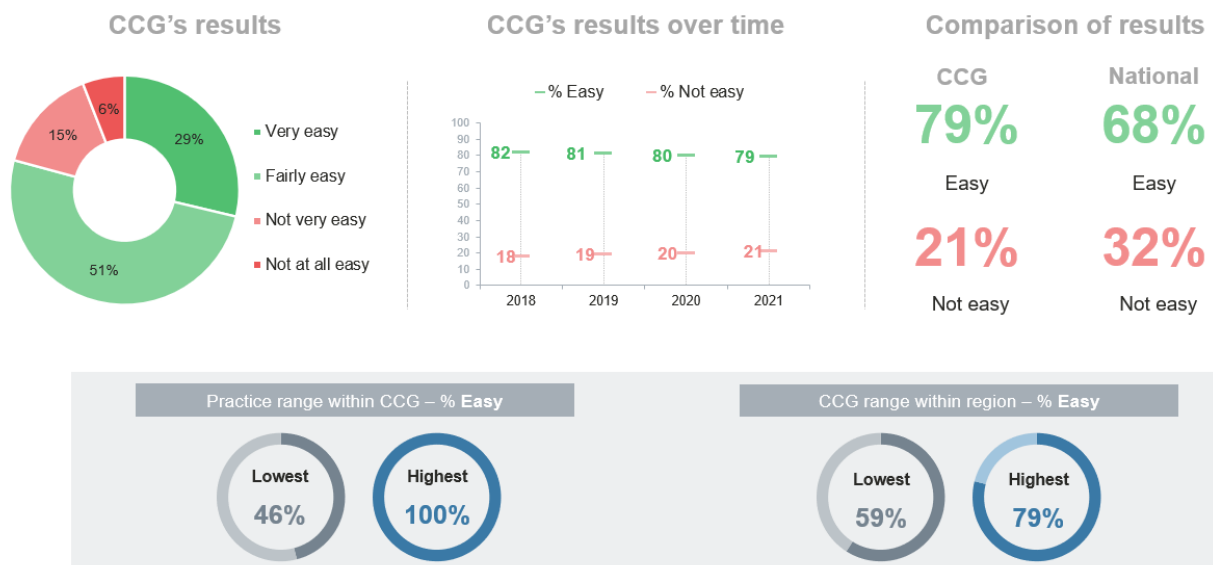 CCG's results
CCG's results over time
Comparison of results
6%
15%
29%
51%
Very easy
Fairly easy
Not very easy
Not at all easy
% Easy
% Not easy
100
90
80
70
60
50
40
30
20
10
0
82
81
80
79
18
19
20
21
2018
2019
2020
2021
CCG
National
79%
68%
Easy
Easy
21%
32%
Not easy
Not easy
Practice range within CCG – % Easy
Lowest
46%
Highest
100%
CCG range within region – % Easy
Lowest
59%
Highest
79%